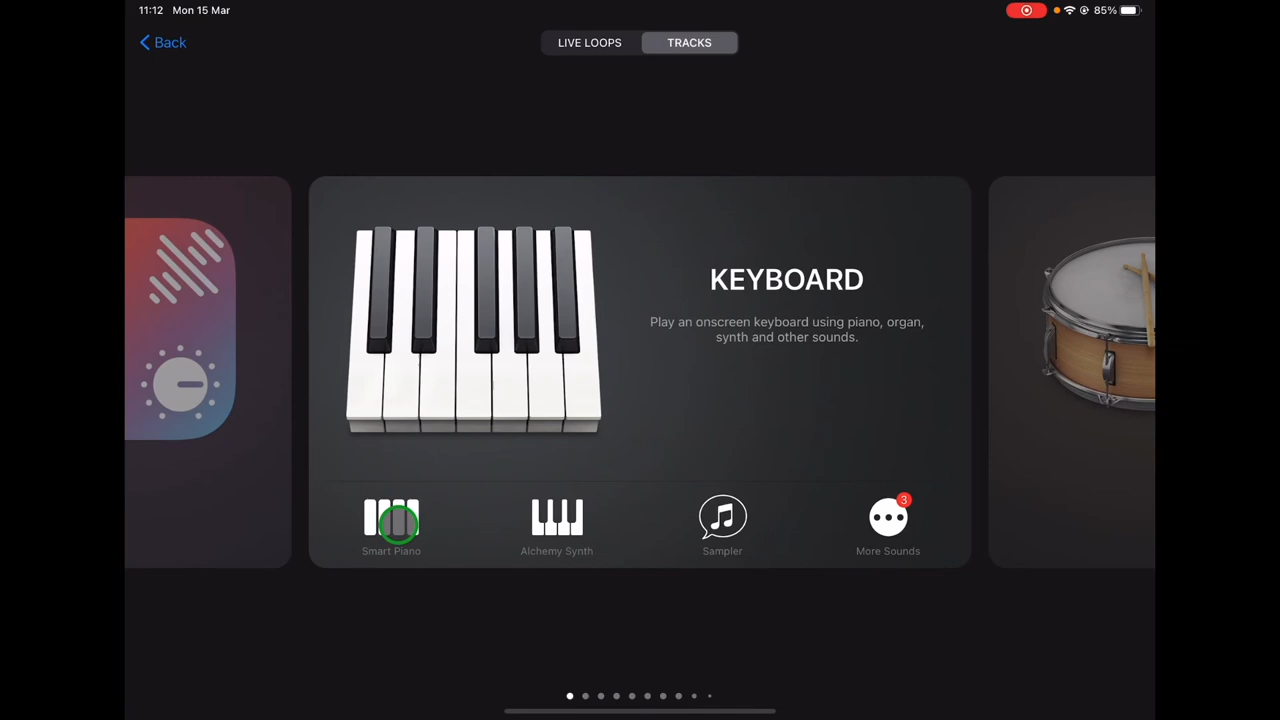 11:12 Mon 15 Mar
85%
Back
LIVE LOOPS
TRACKS
KEYBOARD
Play an onscreen keyboard using piano, organ,
synth and other sounds.
3
Smart Piano
Alchemy Synth
Sampler
More Sounds